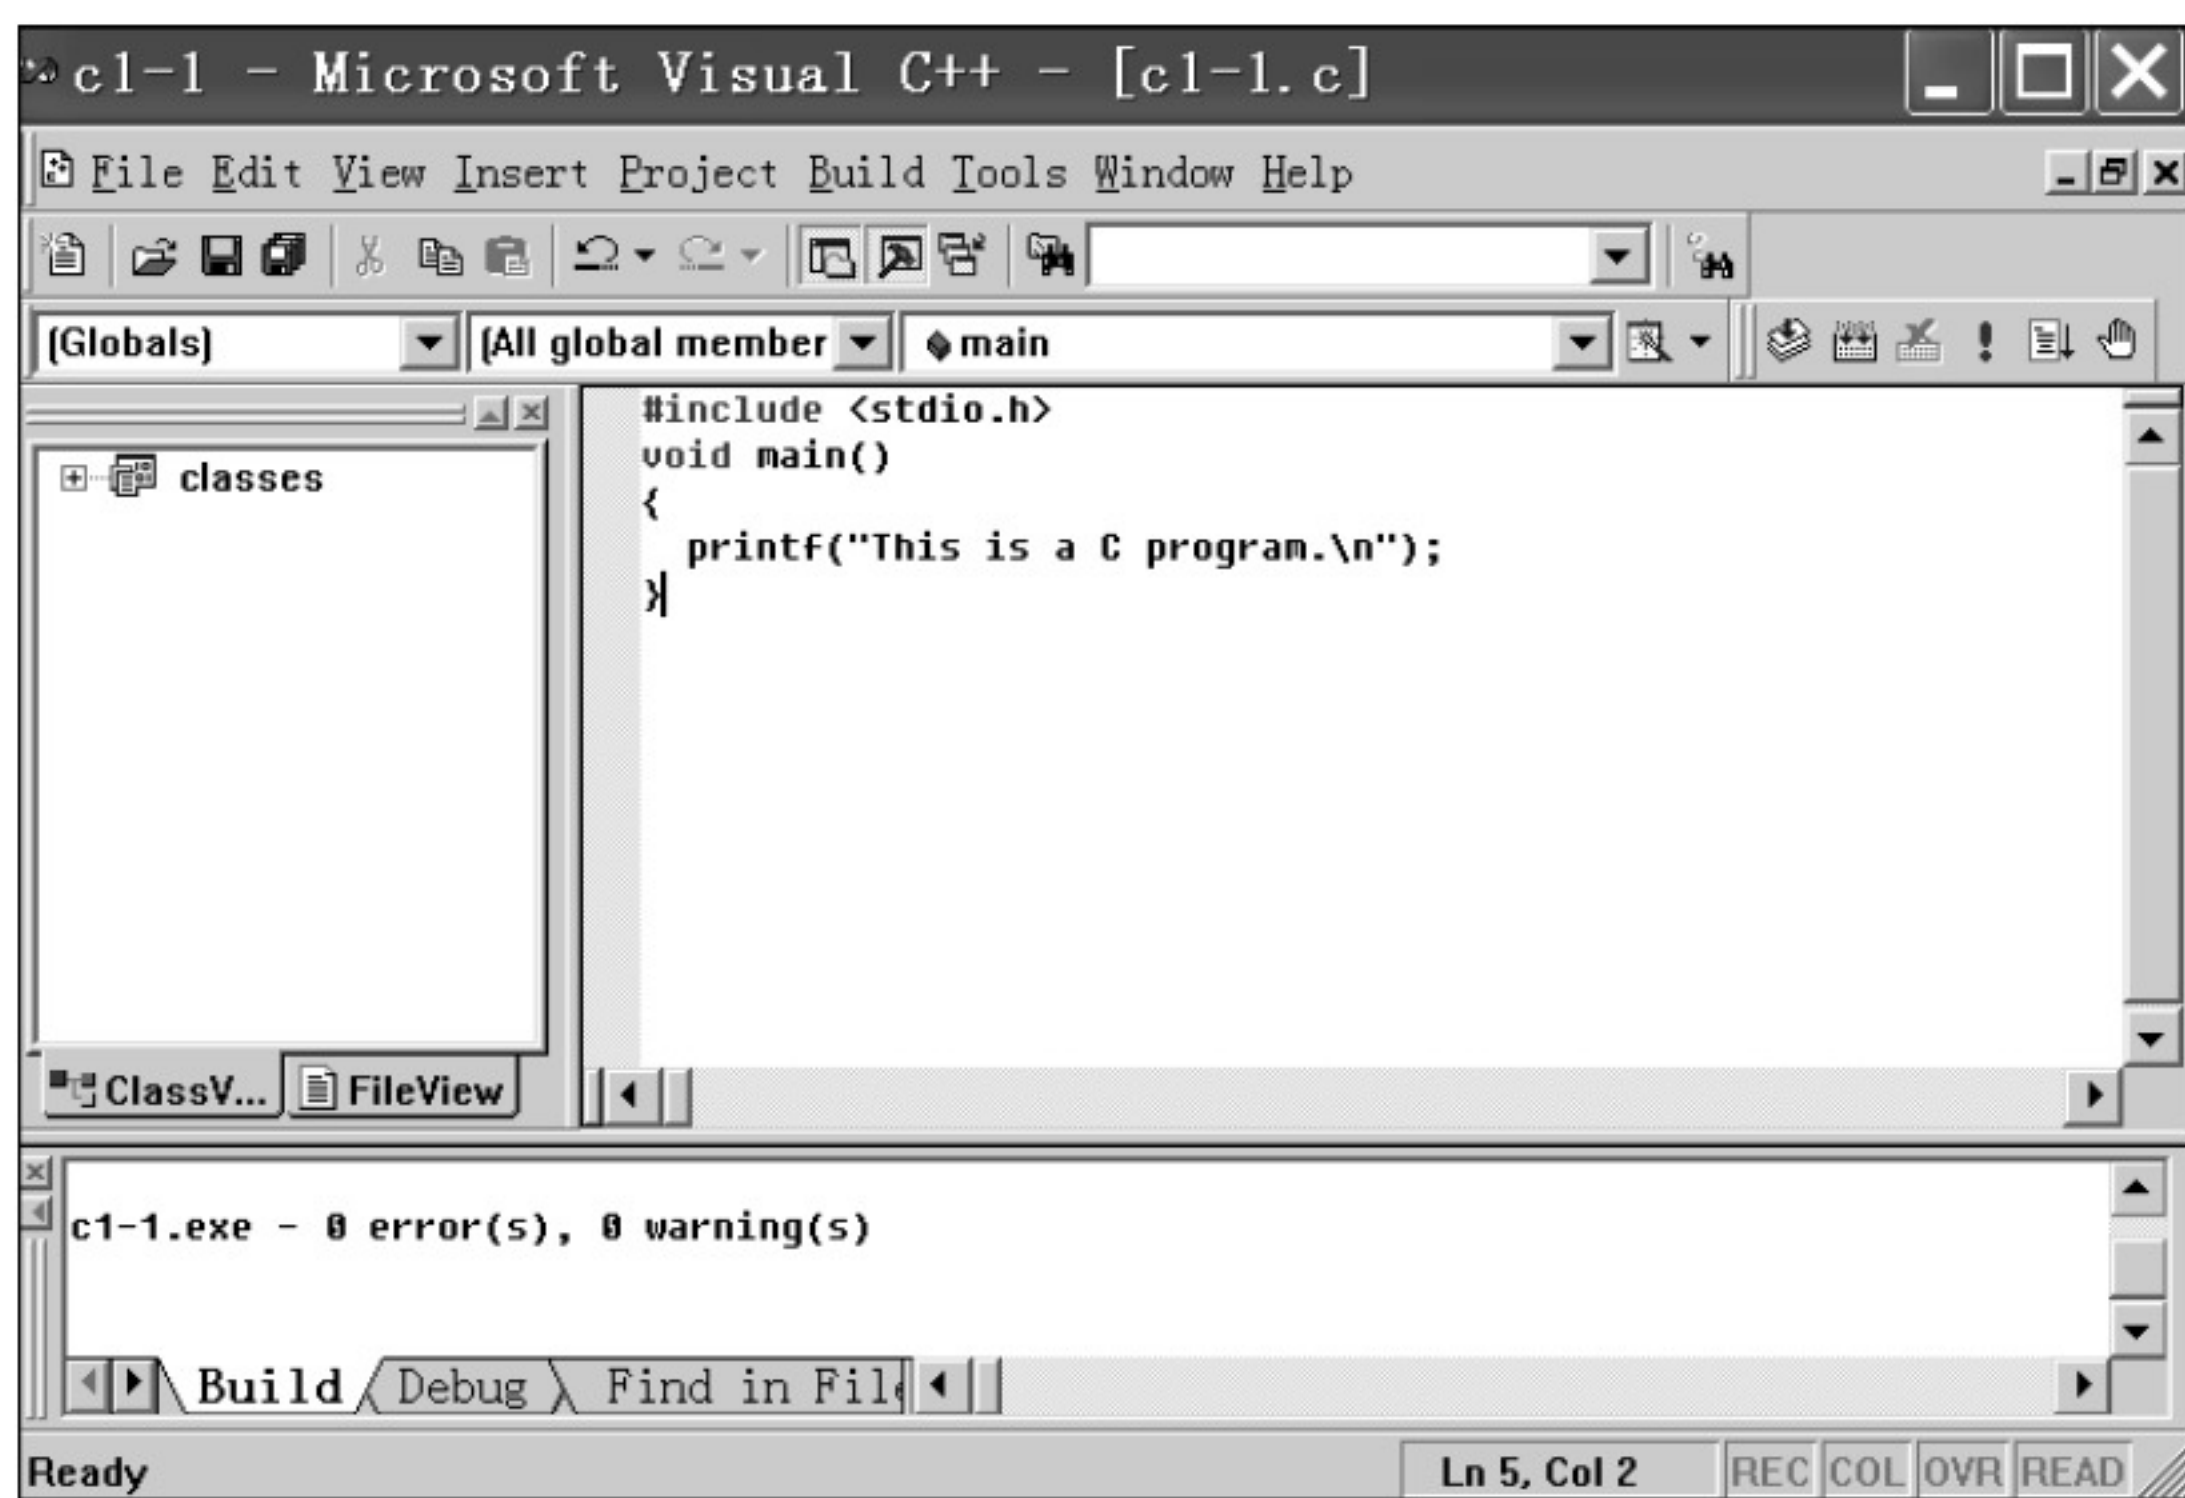 c1-1 - Microsoft Visual C++ - [c1-1.c]
File Edit View Insert Project Build Tools Window Help
(Globals) (All global member main
classes
#include <stdio.h>
void main()
{
  printf("This is a C program.\n");
}
ClassV... FileView
c1-1.exe - 0 error(s), 0 warning(s)
Build Debug Find in File
Ready Ln 5, Col 2 REC COL OVR READ